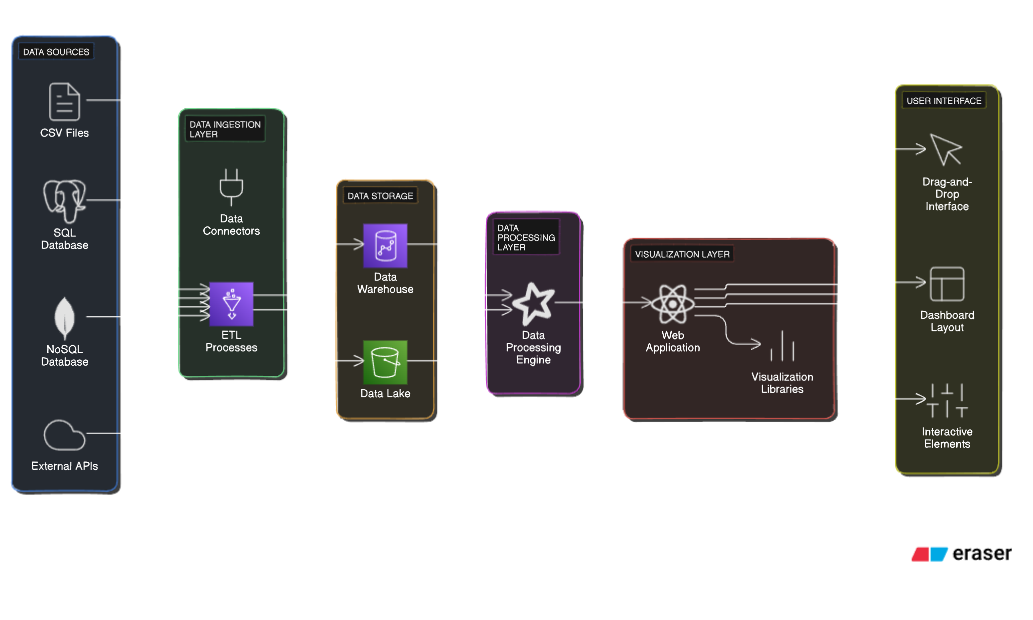 DATA SOURCES
CSV Files
SQL
Database
NoSQL
Database
External APIs
DATA INGESTION
LAYER
Data
Connectors
ETL
Processes
DATA STORAGE
Data
Warehouse
Data Lake
DATA
PROCESSING
LAYER
Data
Processing
Engine
VISUALIZATION LAYER
Web
Application
Visualization
Libraries
USER INTERFACE
Drag-and-
Drop
Interface
Dashboard
Layout
Interactive
Elements
eraser